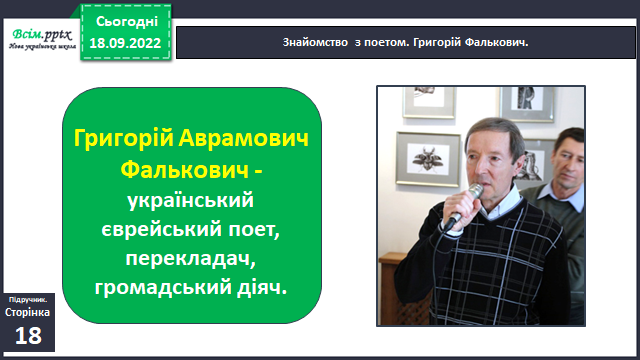 Всім.pptx
Нова українська школа
Сьогодні
18.09.2022
Знайомство з поетом. Григорій Фалькович.
Григорій Аврамович
Фалькович -
український
єврейський поет,
перекладач,
громадський діяч.
Підручник.
Сторінка
18